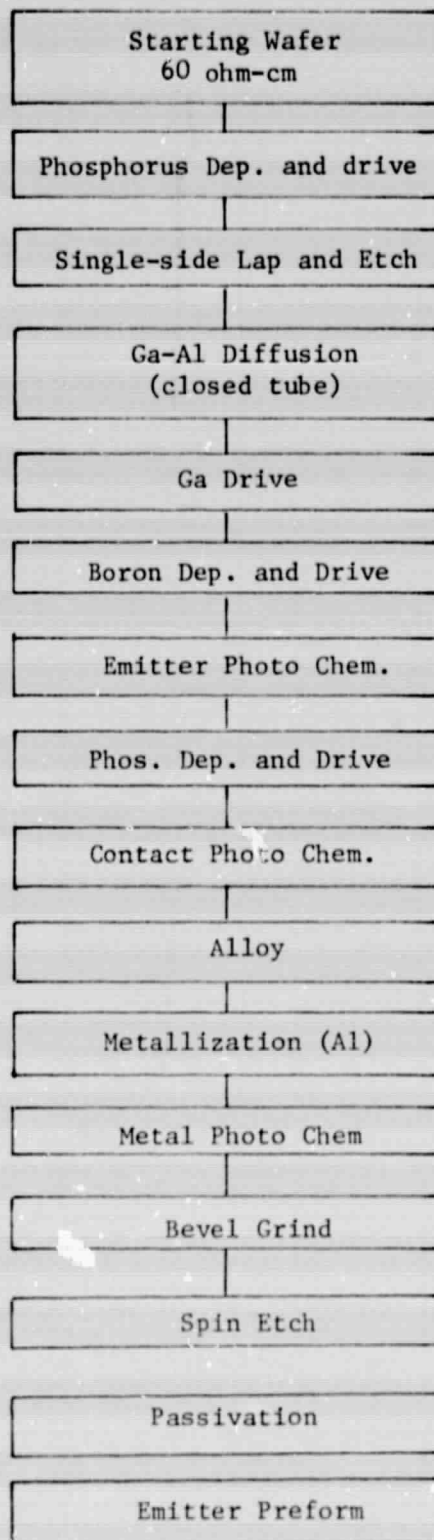 Starting Wafer
60 ohm-cm
Phosphorus Dep. and drive
Single-side Lap and Etch
Ga-Al Diffusion
(closed tube)
Ga Drive
Boron Dep. and Drive
Emitter Photo Chem.
Phos. Dep. and Drive
Contact Photo Chem.
Alloy
Metallization (Al)
Metal Photo Chem
Bevel Grind
Spin Etch
Passivation
Emitter Preform